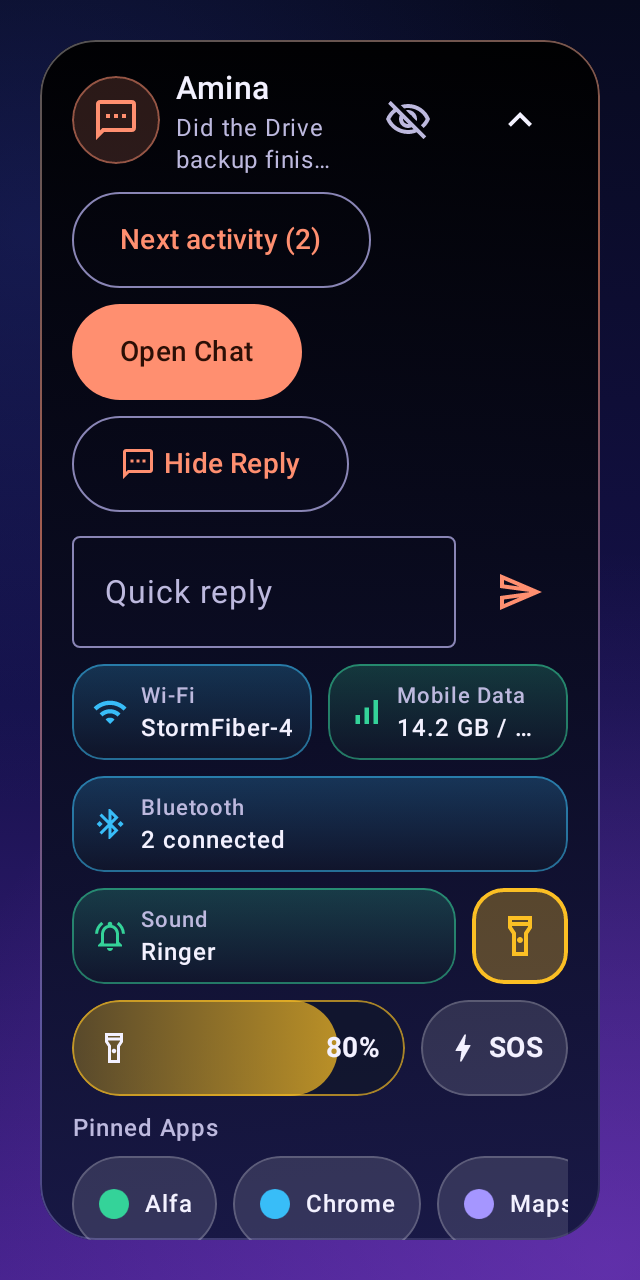 Amina
Did the Drive
backup finis…
Next activity (2)
Open Chat
Hide Reply
Quick reply
Wi-Fi
StormFiber-4
Mobile Data
14.2 GB / …
Bluetooth
2 connected
Sound
Ringer
80%
SOS
Pinned Apps
Alfa
Chrome
Maps